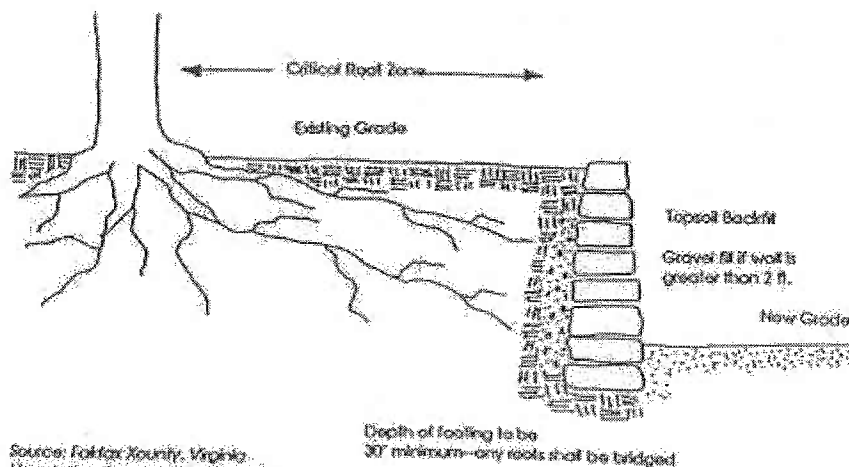 Critical Root Zone
Existing Grade
Topsoil Backfill
Gravel fill if wall is
greater than 2 ft.
New Grade
Depth of footing to be
30" minimum-any roots shall be bridged
Source: Fairfax Xounty, Virginia